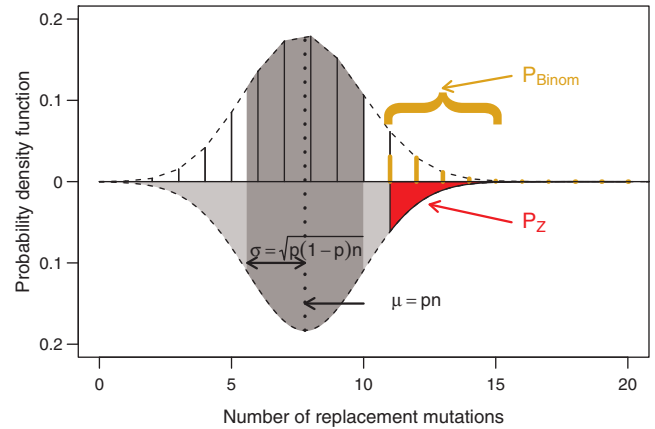 0.2
0.1
0
0.1
0.2
Probability density function
P_Binom
P_Z
σ = √p(1 − p)n
μ = pn
0 5 10 15 20
Number of replacement mutations